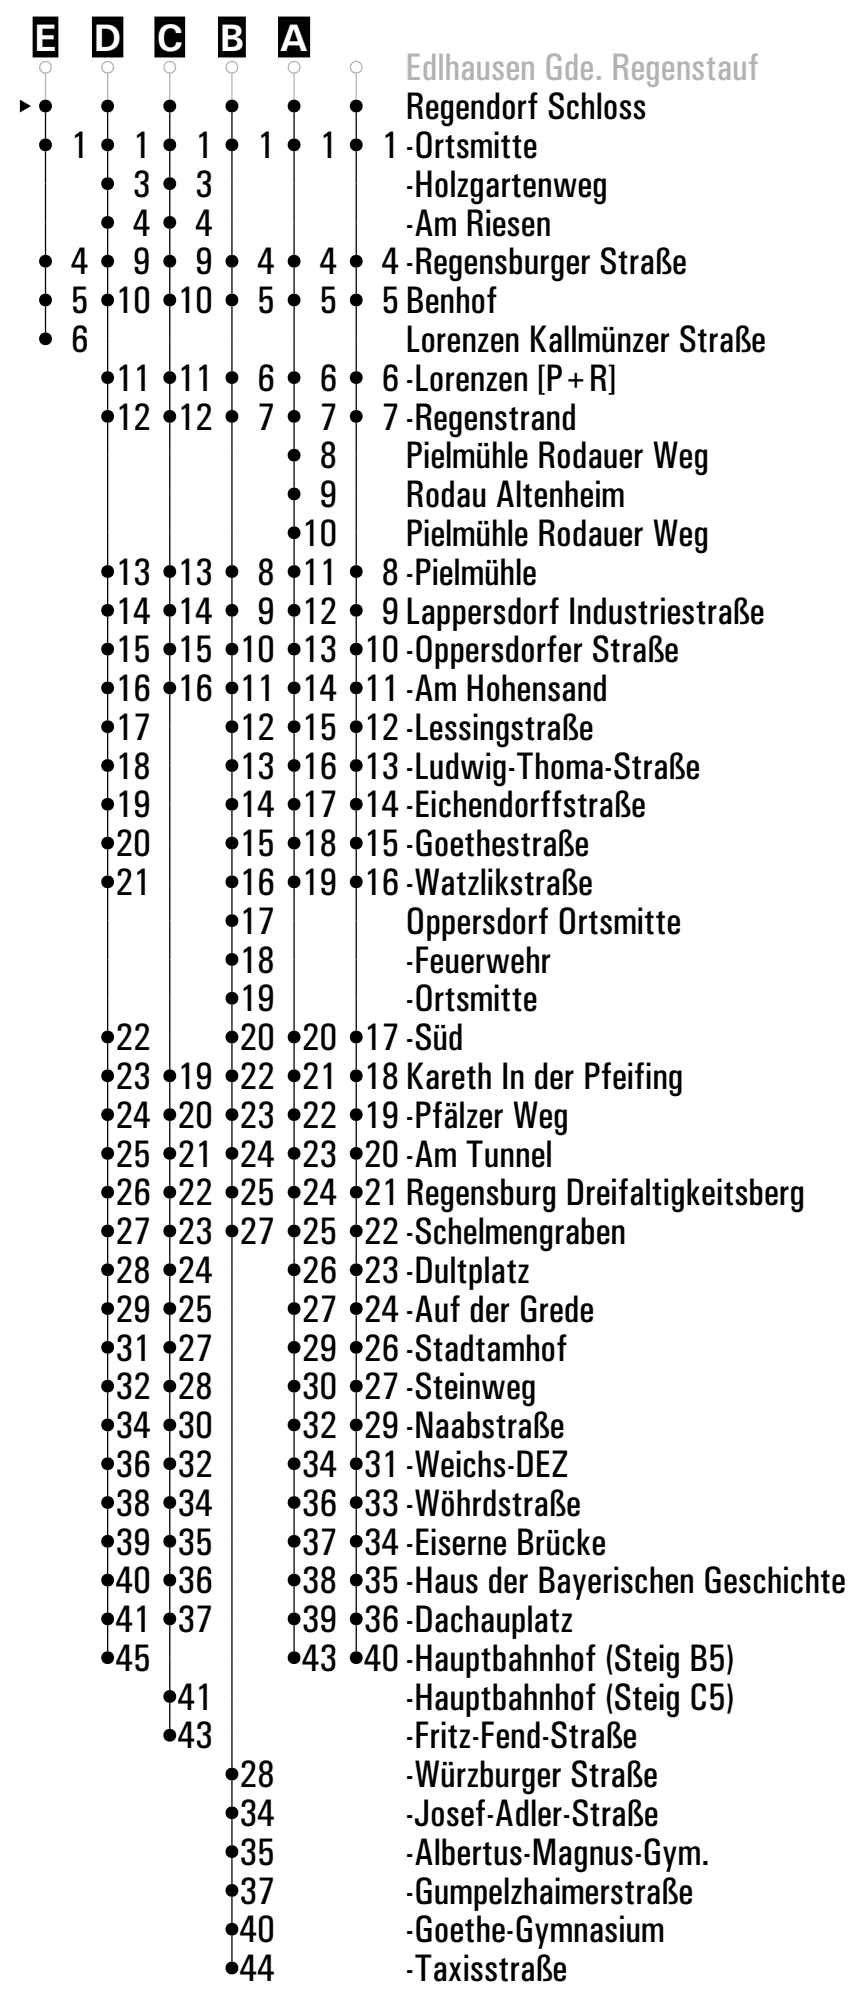 E D C B A
Edlhausen Gde. Regenstauf
Regendorf Schloss
1 1 1 1 1 1 -Ortsmitte
3 3 -Holzgartenweg
4 4 -Am Riesen
4 9 9 4 4 4 -Regensburger Straße
5 10 10 5 5 5 Benhof
6 Lorenzen Kallmünzer Straße
11 11 6 6 6 -Lorenzen [P+R]
12 12 7 7 7 -Regenstrand
8 Pielmühle Rodauer Weg
9 Rodau Altenheim
10 Pielmühle Rodauer Weg
13 13 8 11 8 -Pielmühle
14 14 9 12 9 Lappersdorf Industriestraße
15 15 10 13 10 -Oppersdorfer Straße
16 16 11 14 11 -Am Hohensand
17 12 15 12 -Lessingstraße
18 13 16 13 -Ludwig-Thoma-Straße
19 14 17 14 -Eichendorffstraße
20 15 18 15 -Goethestraße
21 16 19 16 -Watzlikstraße
17 Oppersdorf Ortsmitte
18 -Feuerwehr
19 -Ortsmitte
22 20 20 17 -Süd
23 19 22 21 18 Kareth In der Pfeifing
24 20 23 22 19 -Pfälzer Weg
25 21 24 23 20 -Am Tunnel
26 22 25 24 21 Regensburg Dreifaltigkeitsberg
27 23 27 25 22 -Schelmengraben
28 24 26 23 -Dultplatz
29 25 27 24 -Auf der Grede
31 27 29 26 -Stadtamhof
32 28 30 27 -Steinweg
34 30 32 29 -Naabstraße
36 32 34 31 -Weichs-DEZ
38 34 36 33 -Wöhrdstraße
39 35 37 34 -Eiserne Brücke
40 36 38 35 -Haus der Bayerischen Geschichte
41 37 39 36 -Dachauplatz
45 43 40 -Hauptbahnhof (Steig B5)
41 -Hauptbahnhof (Steig C5)
43 -Fritz-Fend-Straße
28 -Würzburger Straße
34 -Josef-Adler-Straße
35 -Albertus-Magnus-Gym.
37 -Gumpelzhaimerstraße
40 -Goethe-Gymnasium
44 -Taxisstraße